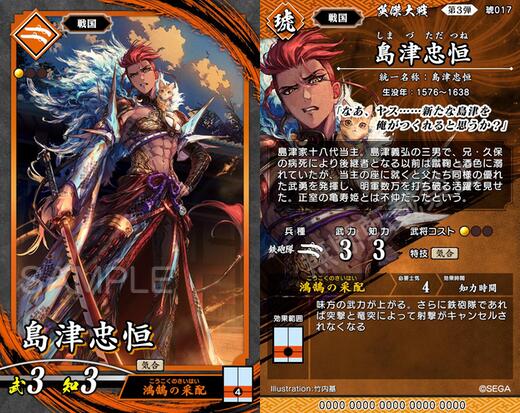 戦国
SAMPLE
島津忠恒
気合
武3 知3
こうこくのさいはい
鴻鵠の采配
4
琥
戦国
英傑大戦
第3弾
琥017
しまづただつね
島津忠恒
統一名称:島津忠恒
生没年:1576~1638
「なあ、ヤス……新たな島津を
俺がつくれると思うか?」
島津家十八代当主。島津義弘の三男で、兄・久保
の病死により後継者となる以前は蹴鞠と酒色に溺
れていたが、当主の座に就くと父たち同様の優れ
た武勇を発揮し、明軍数万を打ち破る活躍を見せ
た。正室の亀寿姫とは不仲だったという。
兵種 武力 知力 武将コスト
鉄砲隊 3 3 特技 気合
こうこくのさいはい 必要士気 効果時間
鴻鵠の采配 4 知力時間
効果範囲
味方の武力が上がる。さらに鉄砲隊であれ
ば突撃と竜突によって射撃がキャンセルさ
れなくなる
SAMPLE
©SEGA
Illustration:竹内基
0000 0000 0000 0000 0000